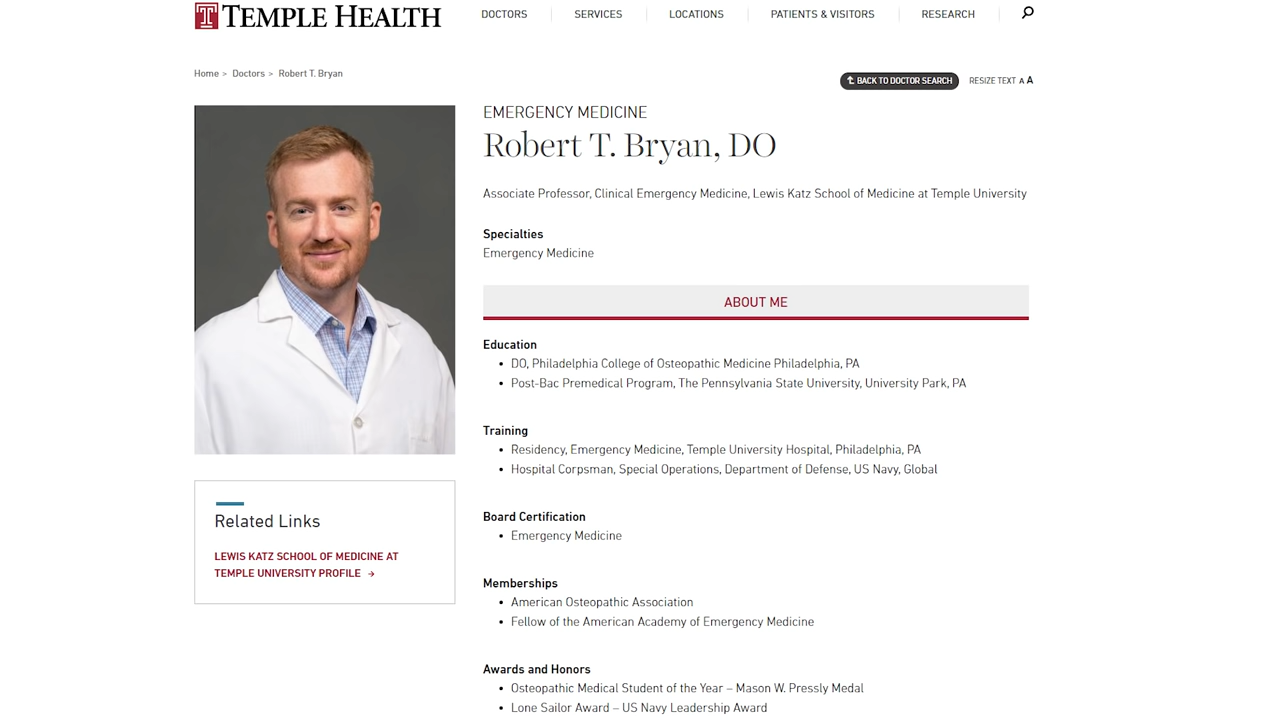 TEMPLE HEALTH
DOCTORS
SERVICES
LOCATIONS
PATIENTS & VISITORS
RESEARCH
Home > Doctors > Robert T. Bryan
BACK TO DOCTOR SEARCH
RESIZE TEXT A A
EMERGENCY MEDICINE
Robert T. Bryan, DO
Associate Professor, Clinical Emergency Medicine, Lewis Katz School of Medicine at Temple University
Specialties
Emergency Medicine
ABOUT ME
Education
• DO, Philadelphia College of Osteopathic Medicine Philadelphia, PA
• Post-Bac Premedical Program, The Pennsylvania State University, University Park, PA
Training
• Residency, Emergency Medicine, Temple University Hospital, Philadelphia, PA
• Hospital Corpsman, Special Operations, Department of Defense, US Navy, Global
Board Certification
• Emergency Medicine
Memberships
• American Osteopathic Association
• Fellow of the American Academy of Emergency Medicine
Awards and Honors
• Osteopathic Medical Student of the Year – Mason W. Pressly Medal
• Lone Sailor Award – US Navy Leadership Award
Related Links
LEWIS KATZ SCHOOL OF MEDICINE AT
TEMPLE UNIVERSITY PROFILE →